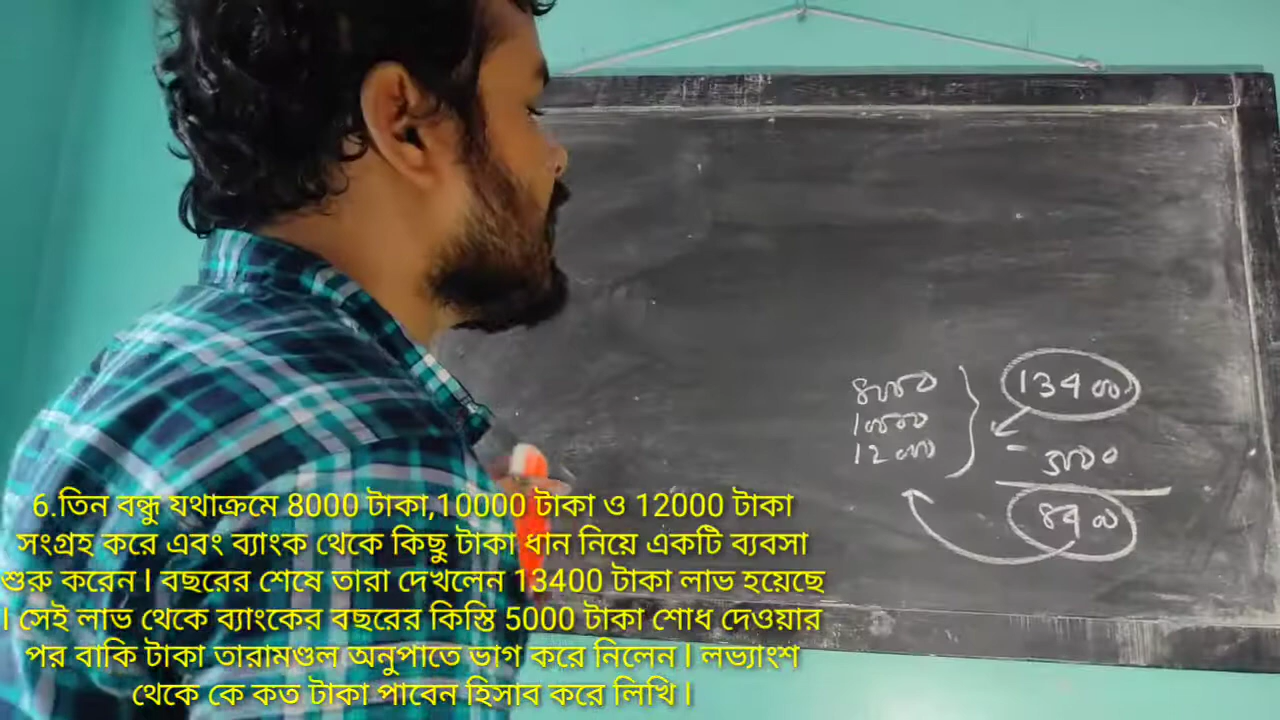 8000
10000
12000
13400
- 5000
8400
6.তিন বন্ধু যথাক্রমে 8000 টাকা,10000 টাকা ও 12000 টাকা
সংগ্রহ করে এবং ব্যাংক থেকে কিছু টাকা ধান নিয়ে একটি ব্যবসা
শুরু করেন l বছরের শেষে তারা দেখলেন 13400 টাকা লাভ হয়েছে
l সেই লাভ থেকে ব্যাংকের বছরের কিস্তি 5000 টাকা শোধ দেওয়ার
পর বাকি টাকা তারামণ্ডল অনুপাতে ভাগ করে নিলেন l লভ্যাংশ
থেকে কে কত টাকা পাবেন হিসাব করে লিখি l